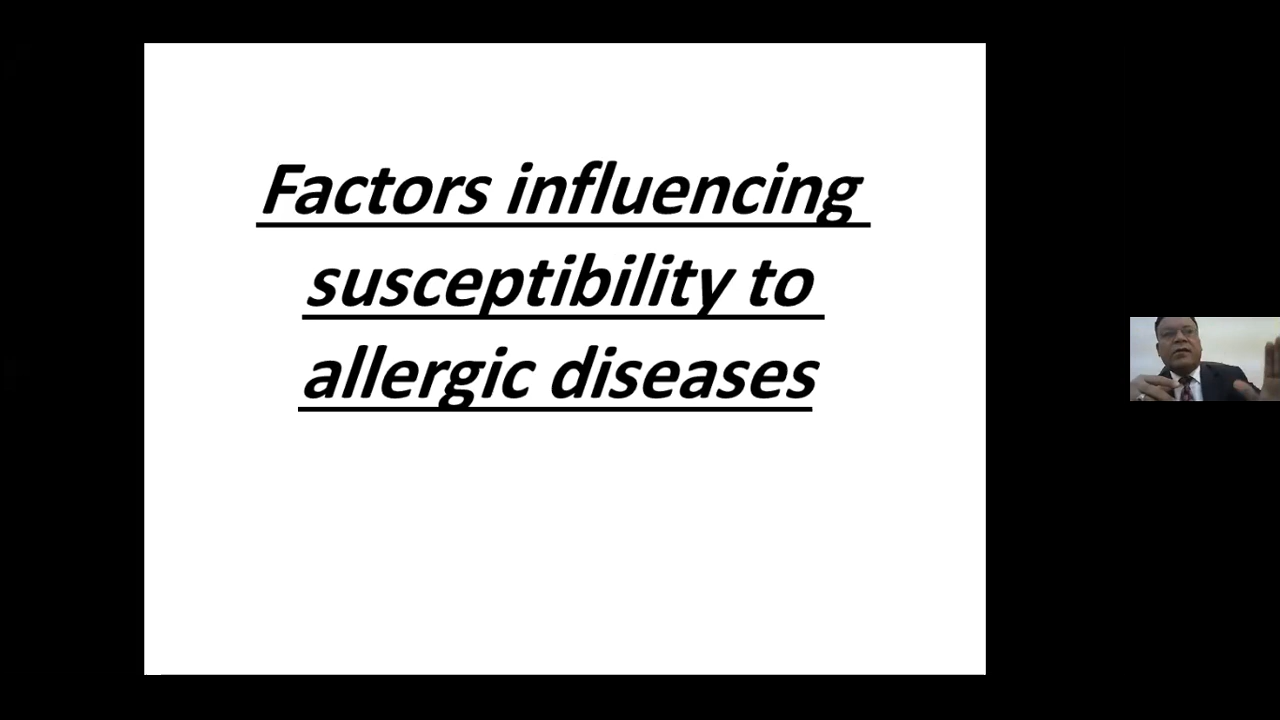 Factors influencing
susceptibility to
allergic diseases